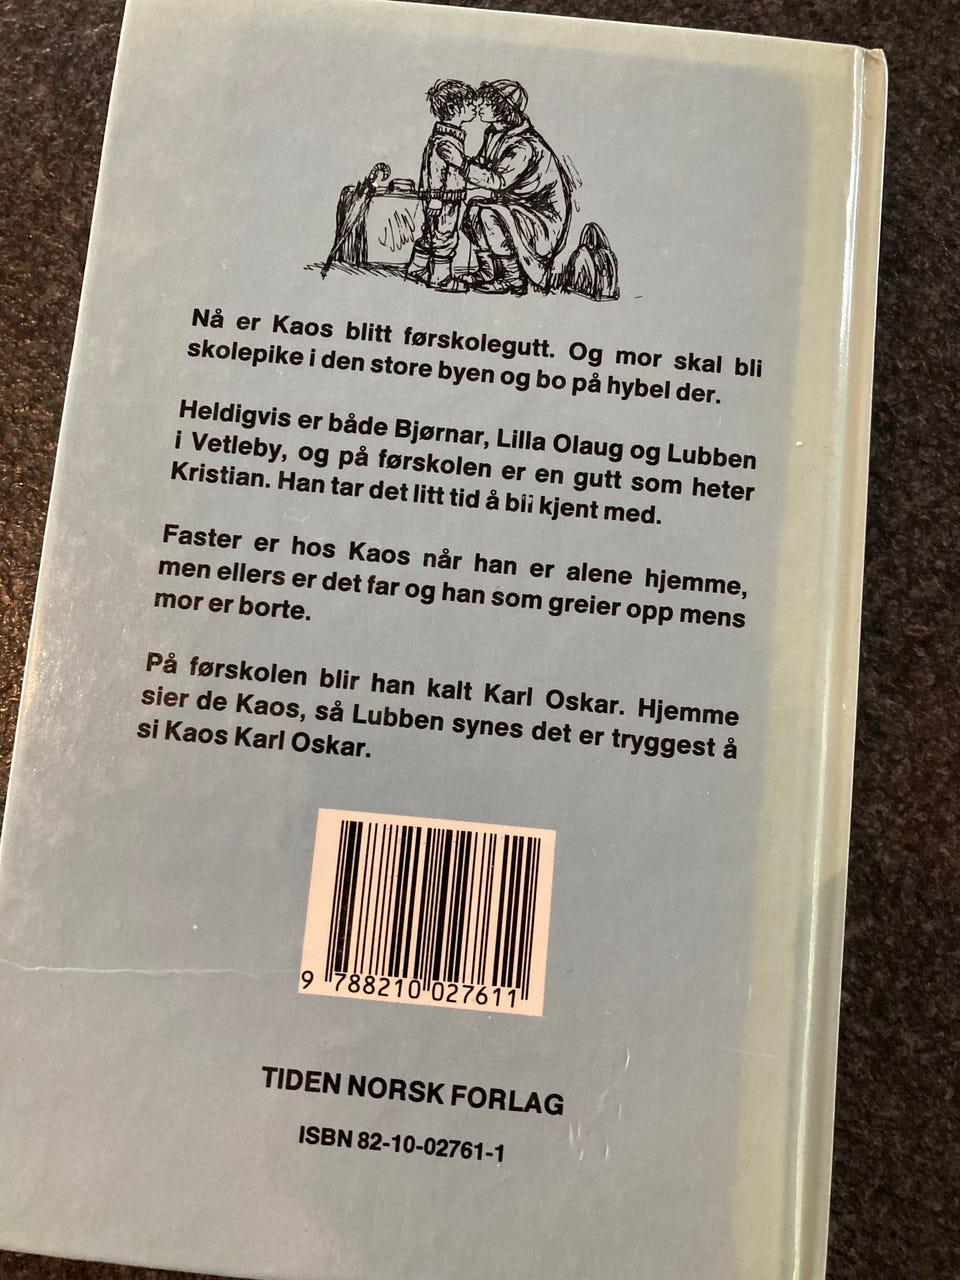 Nå er Kaos blitt førskolegutt. Og mor skal bli
skolepike i den store byen og bo på hybel der.
Heldigvis er både Bjørnar, Lilla Olaug og Lubben
i Vetleby, og på førskolen er en gutt som heter
Kristian. Han tar det litt tid å bli kjent med.
Faster er hos Kaos når han er alene hjemme,
men ellers er det far og han som greier opp mens
mor er borte.
På førskolen blir han kalt Karl Oskar. Hjemme
sier de Kaos, så Lubben synes det er tryggest å
si Kaos Karl Oskar.
9 788210 027611
TIDEN NORSK FORLAG
ISBN 82-10-02761-1